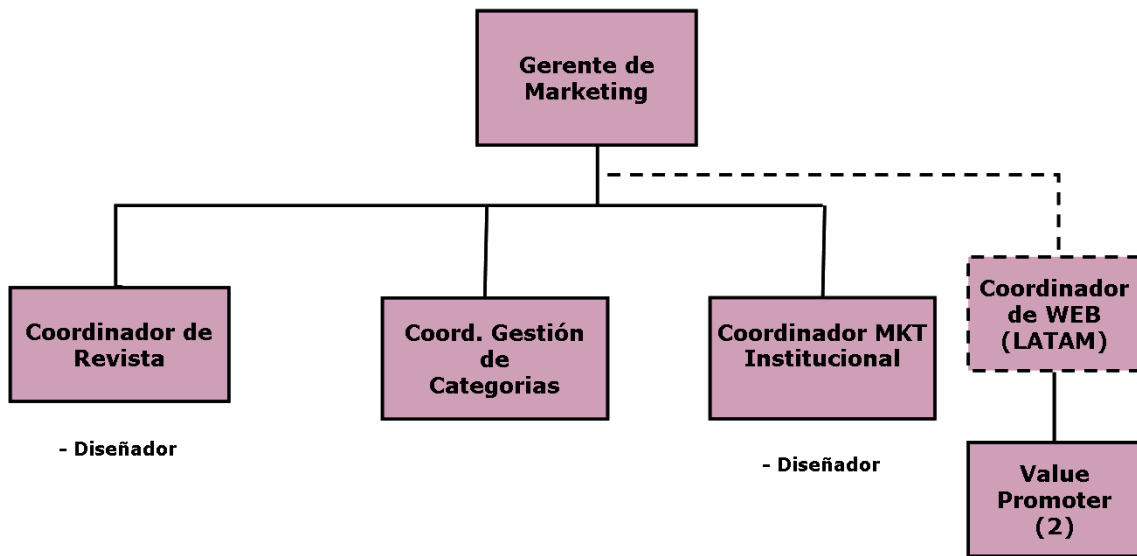 Gerente de
Marketing
Coordinador de
Revista
Coord. Gestión
de
Categorias
Coordinador MKT
Institucional
Coordinador
de WEB
(LATAM)
- Diseñador
- Diseñador
Value
Promoter
(2)